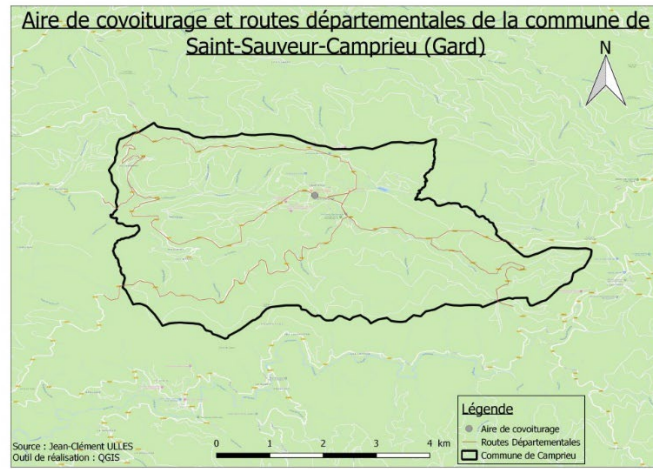 Aire de covoiturage et routes départementales de la commune de
Saint-Sauveur-Camprieu (Gard)
N
Légende
Aire de covoiturage
Routes Départementales
Commune de Camprieu
Source : Jean-Clément ULLES
Outil de réalisation : QGIS
0 1 2 3 4 km